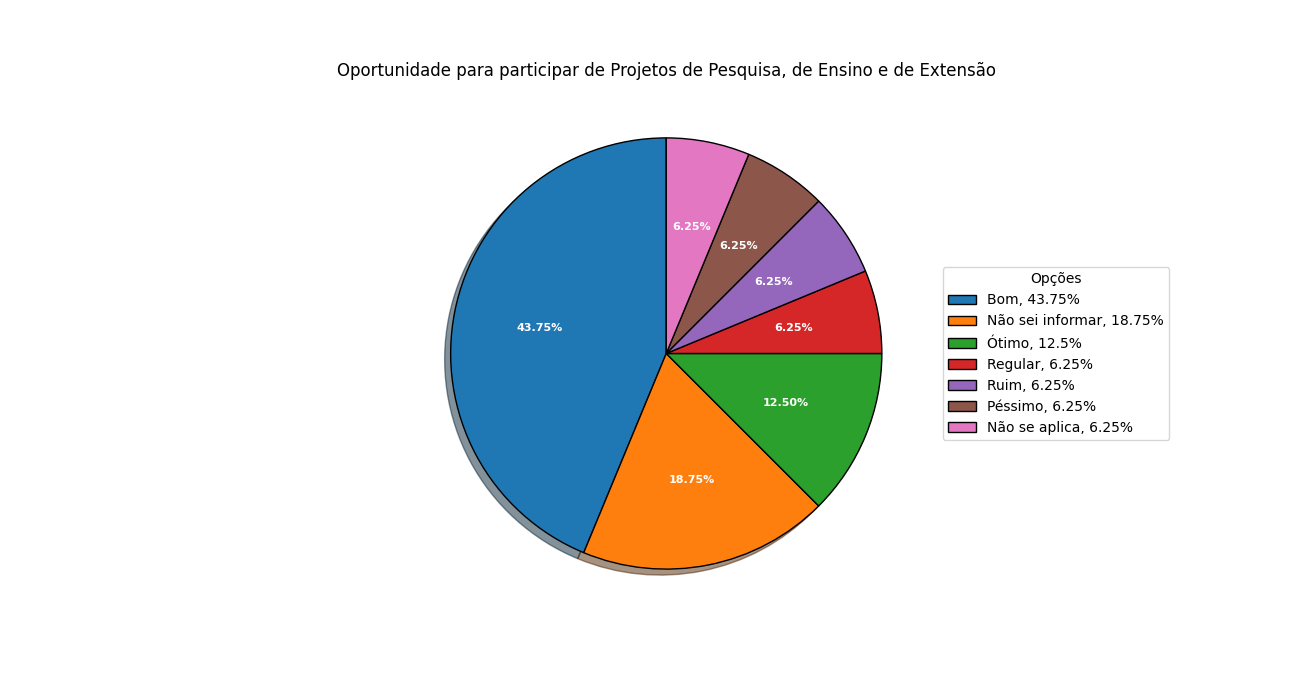 Oportunidade para participar de Projetos de Pesquisa, de Ensino e de Extensão
6.25%
6.25%
6.25%
6.25%
43.75%
12.50%
18.75%
Opções
Bom, 43.75%
Não sei informar, 18.75%
Ótimo, 12.5%
Regular, 6.25%
Ruim, 6.25%
Péssimo, 6.25%
Não se aplica, 6.25%